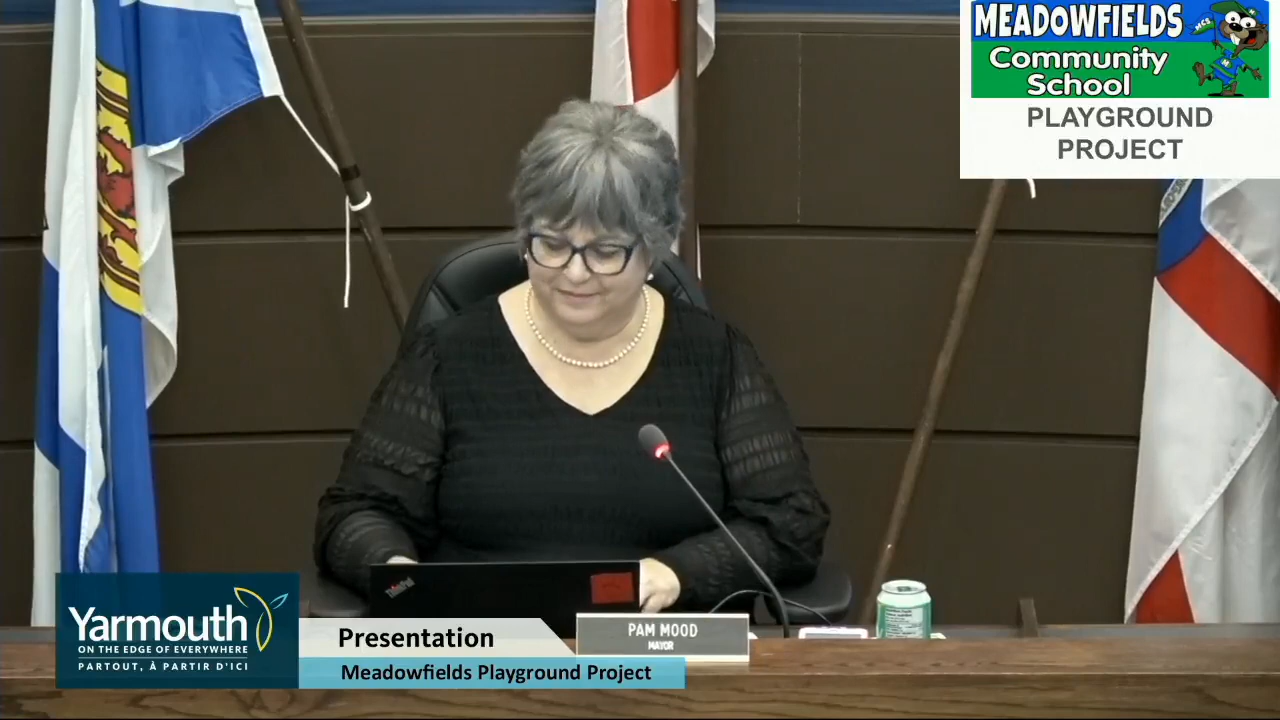 MEADOWFIELDS
Community
School
PLAYGROUND
PROJECT
ThinkPad
PAM MOOD
MAYOR
Yarmouth
ON THE EDGE OF EVERYWHERE
PARTOUT, À PARTIR D'ICI
Presentation
Meadowfields Playground Project